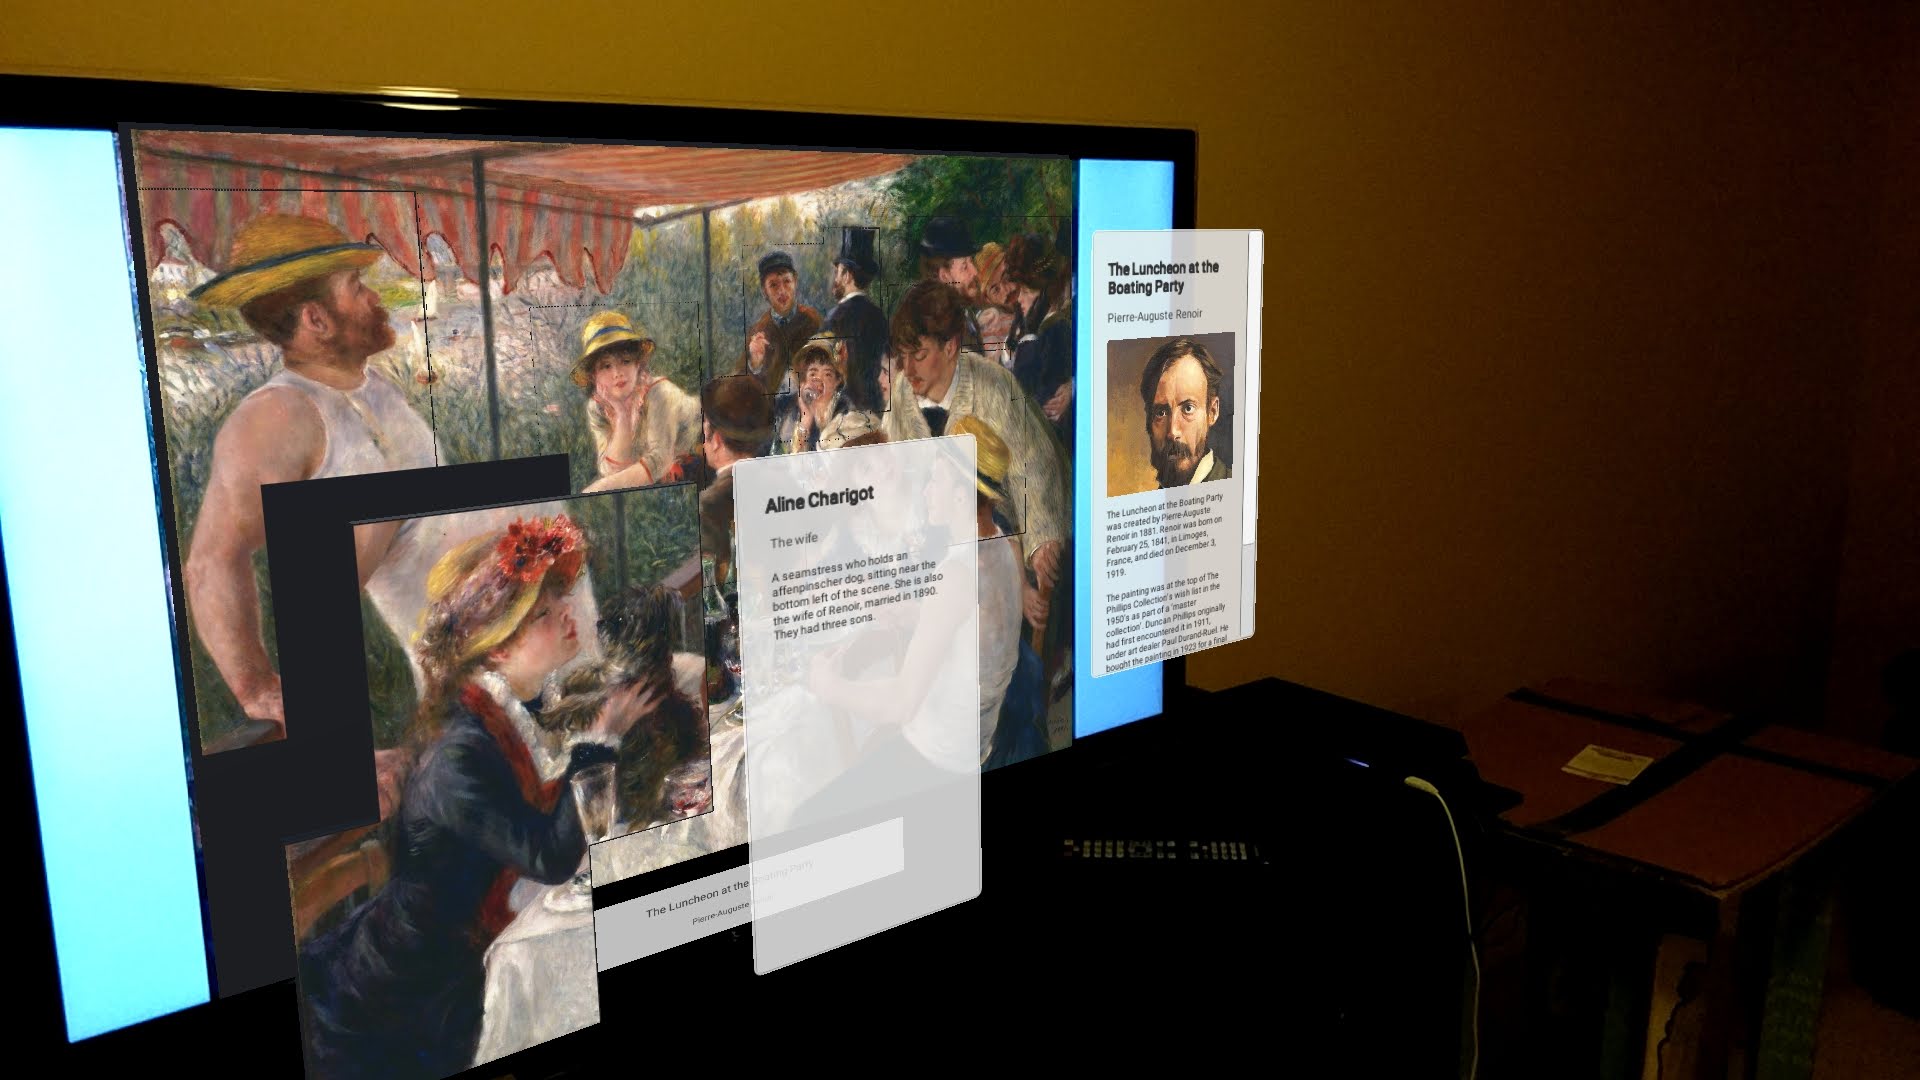 The Luncheon at the
Boating Party
Pierre-Auguste Renoir
The Luncheon at the Boating Party
was created by Pierre-Auguste
Renoir in 1881. Renoir was born on
February 25, 1841, in Limoges,
France, and died on December 3,
1919.
The painting was at the top of The
Phillips Collection's wish list in the
1950's as part of a 'master
collection'. Duncan Phillips originally
had first encountered it in 1911,
under art dealer Paul Durand-Ruel. He
bought the painting in 1923 for a final
Aline Charigot
The wife
A seamstress who holds an
affenpinscher dog, sitting near the
bottom left of the scene. She is also
the wife of Renoir, married in 1890.
They had three sons.
The Luncheon at the Boating Party
Pierre-Auguste